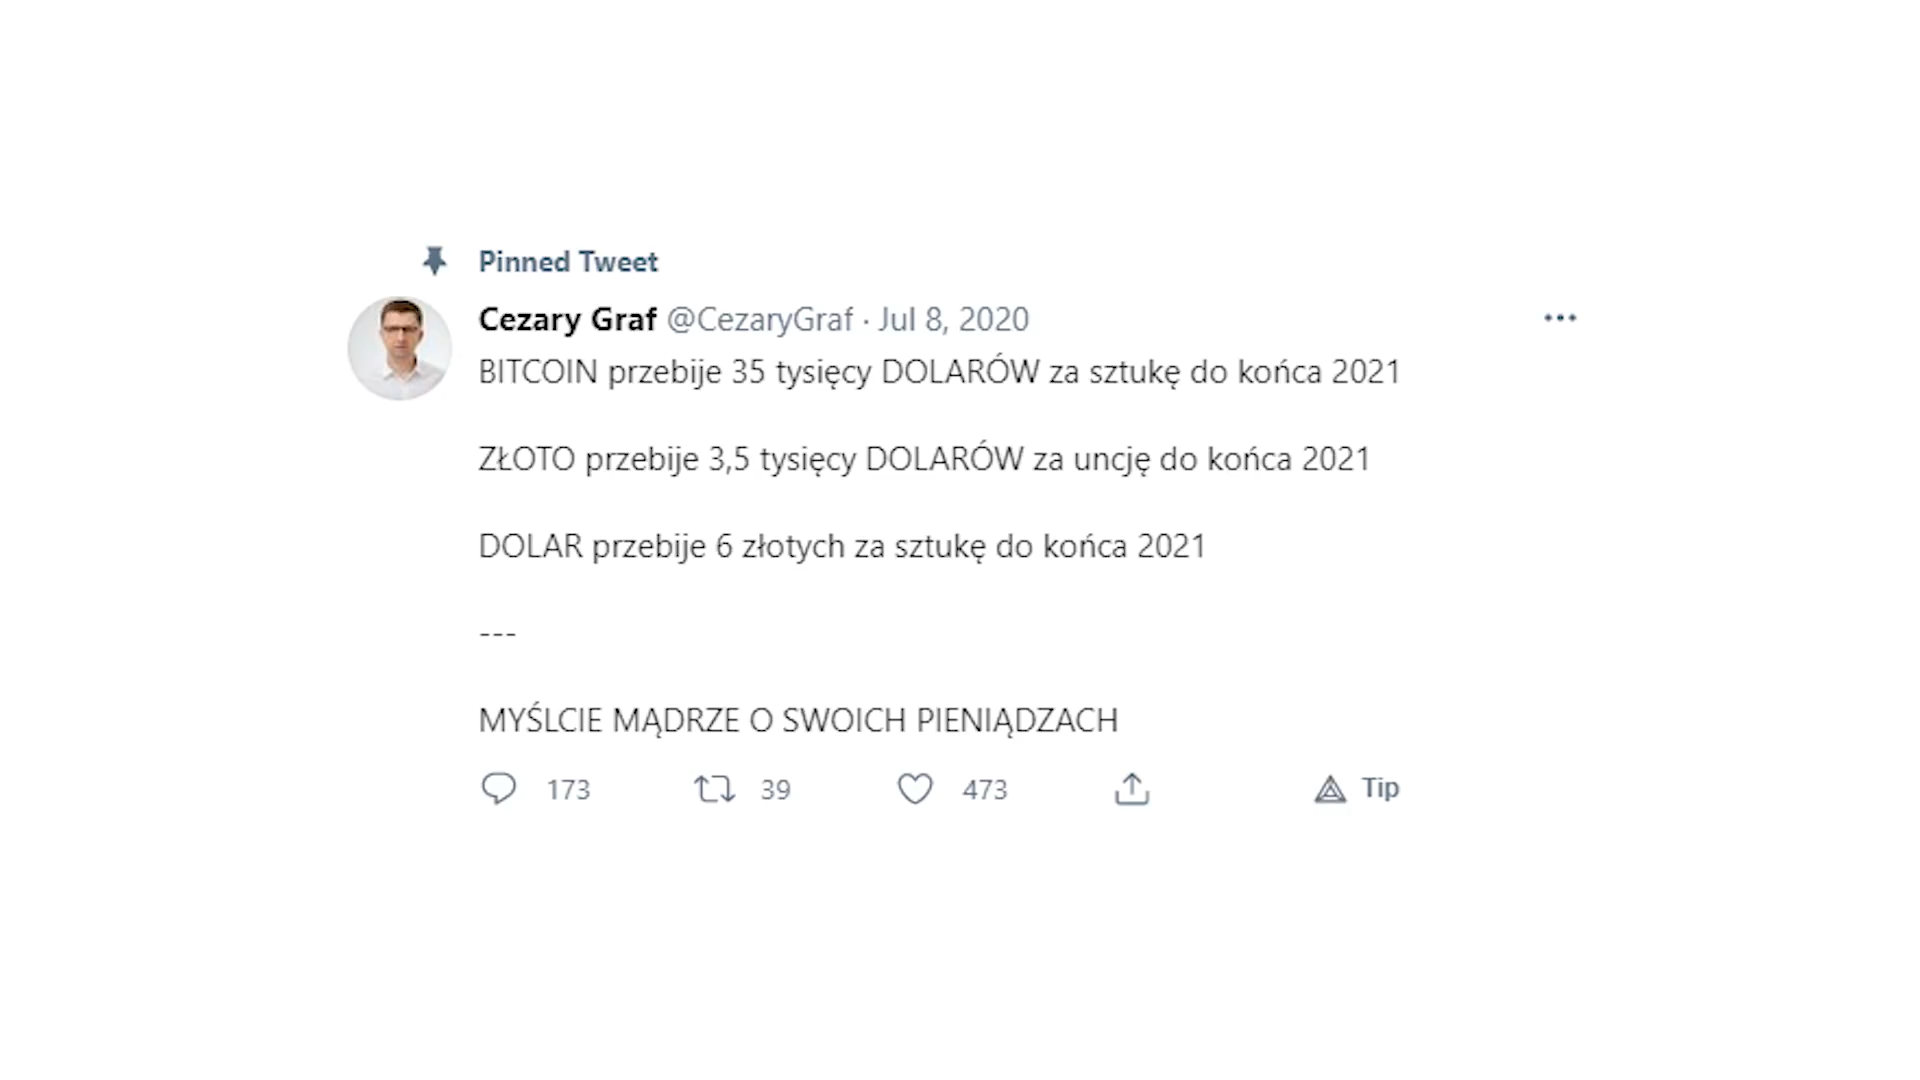 Pinned Tweet
Cezary Graf @CezaryGraf · Jul 8, 2020
BITCOIN przebije 35 tysięcy DOLARÓW za sztukę do końca 2021
ZŁOTO przebije 3,5 tysięcy DOLARÓW za uncję do końca 2021
DOLAR przebije 6 złotych za sztukę do końca 2021
---
MYŚLCIE MĄDRZE O SWOICH PIENIĄDZACH
173 39 473 Tip